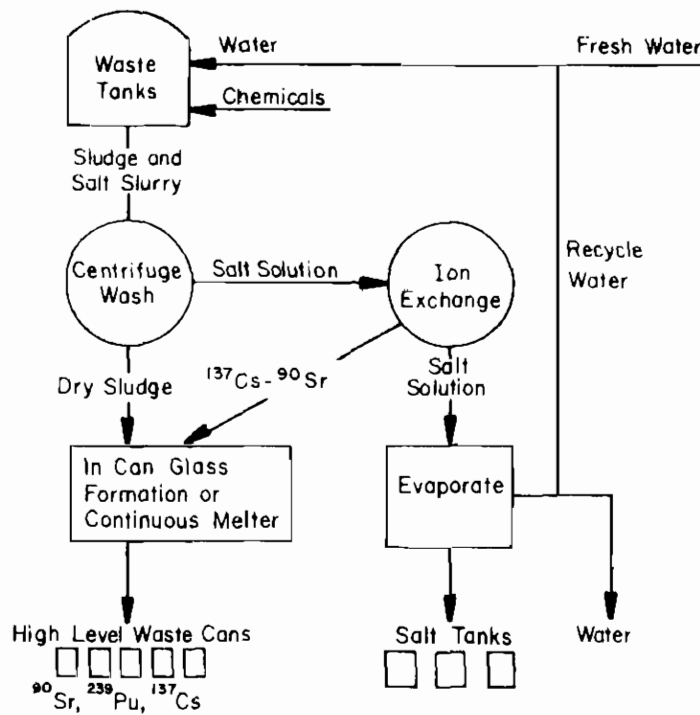 Water
Fresh Water
Waste
Tanks
Chemicals
Sludge and
Salt Slurry
Centrifuge
Wash
Salt Solution
Ion
Exchange
Recycle
Water
Dry Sludge
¹³⁷Cs-⁹⁰Sr
Salt
Solution
In Can Glass
Formation or
Continuous Melter
Evaporate
High Level Waste Cans
⁹⁰Sr, ²³⁹Pu, ¹³⁷Cs
Salt Tanks
Water